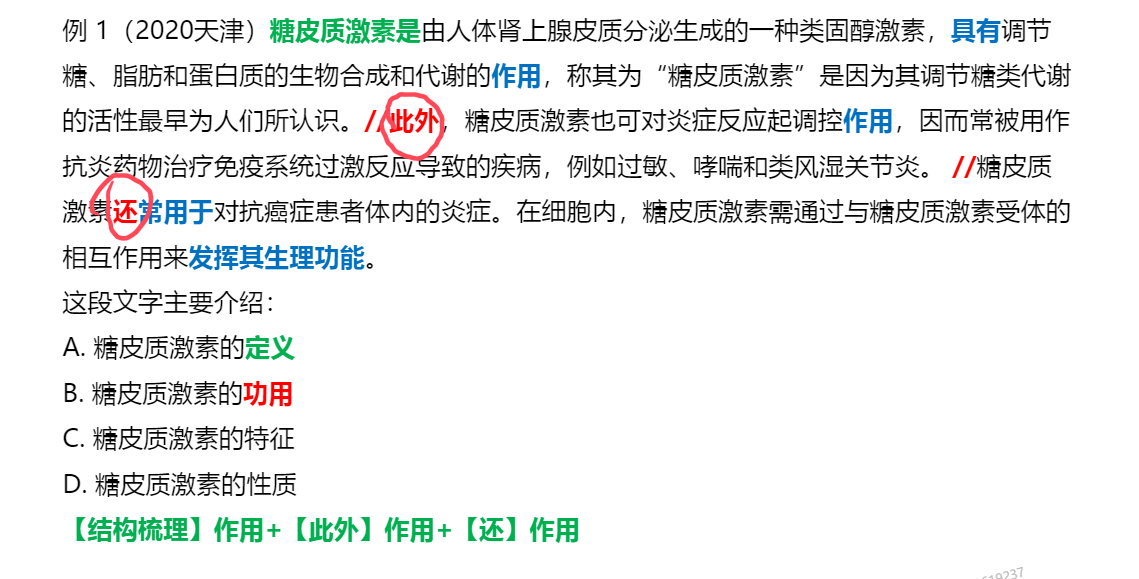 例 1（2020天津）糖皮质激素是由人体肾上腺皮质分泌生成的一种类固醇激素，具有调节
糖、脂肪和蛋白质的生物合成和代谢的作用，称其为“糖皮质激素”是因为其调节糖类代谢
的活性最早为人们所认识。//此外，糖皮质激素也可对炎症反应起调控作用，因而常被用作
抗炎药物治疗免疫系统过激反应导致的疾病，例如过敏、哮喘和类风湿关节炎。 //糖皮质
激素还常用于对抗癌症患者体内的炎症。在细胞内，糖皮质激素需通过与糖皮质激素受体的
相互作用来发挥其生理功能。
这段文字主要介绍：
A. 糖皮质激素的定义
B. 糖皮质激素的功用
C. 糖皮质激素的特征
D. 糖皮质激素的性质
【结构梳理】作用+【此外】作用+【还】作用